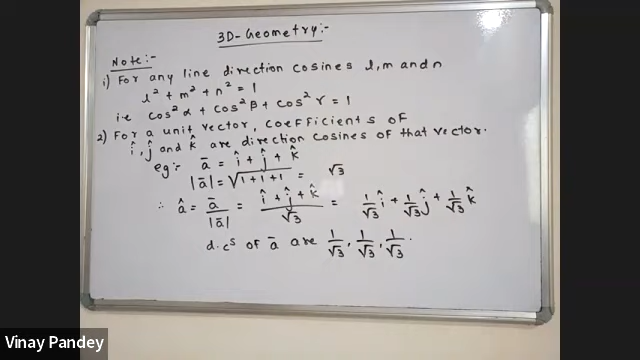 3D-Geometry:-
Note:-
1) For any line direction cosines l, m and n
l² + m² + n² = 1
i.e cos²α + cos²β + cos²γ = 1
2) For a unit vector, coefficients of
î, ĵ and k̂ are direction cosines of that vector.
eg:- ā = î + ĵ + k̂
|ā| = √1+1+1 = √3
∴ â = ā/|ā| = (î + ĵ + k̂)/√3 = 1/√3 î + 1/√3 ĵ + 1/√3 k̂
d.cˢ of ā are 1/√3, 1/√3, 1/√3.
Vinay Pandey